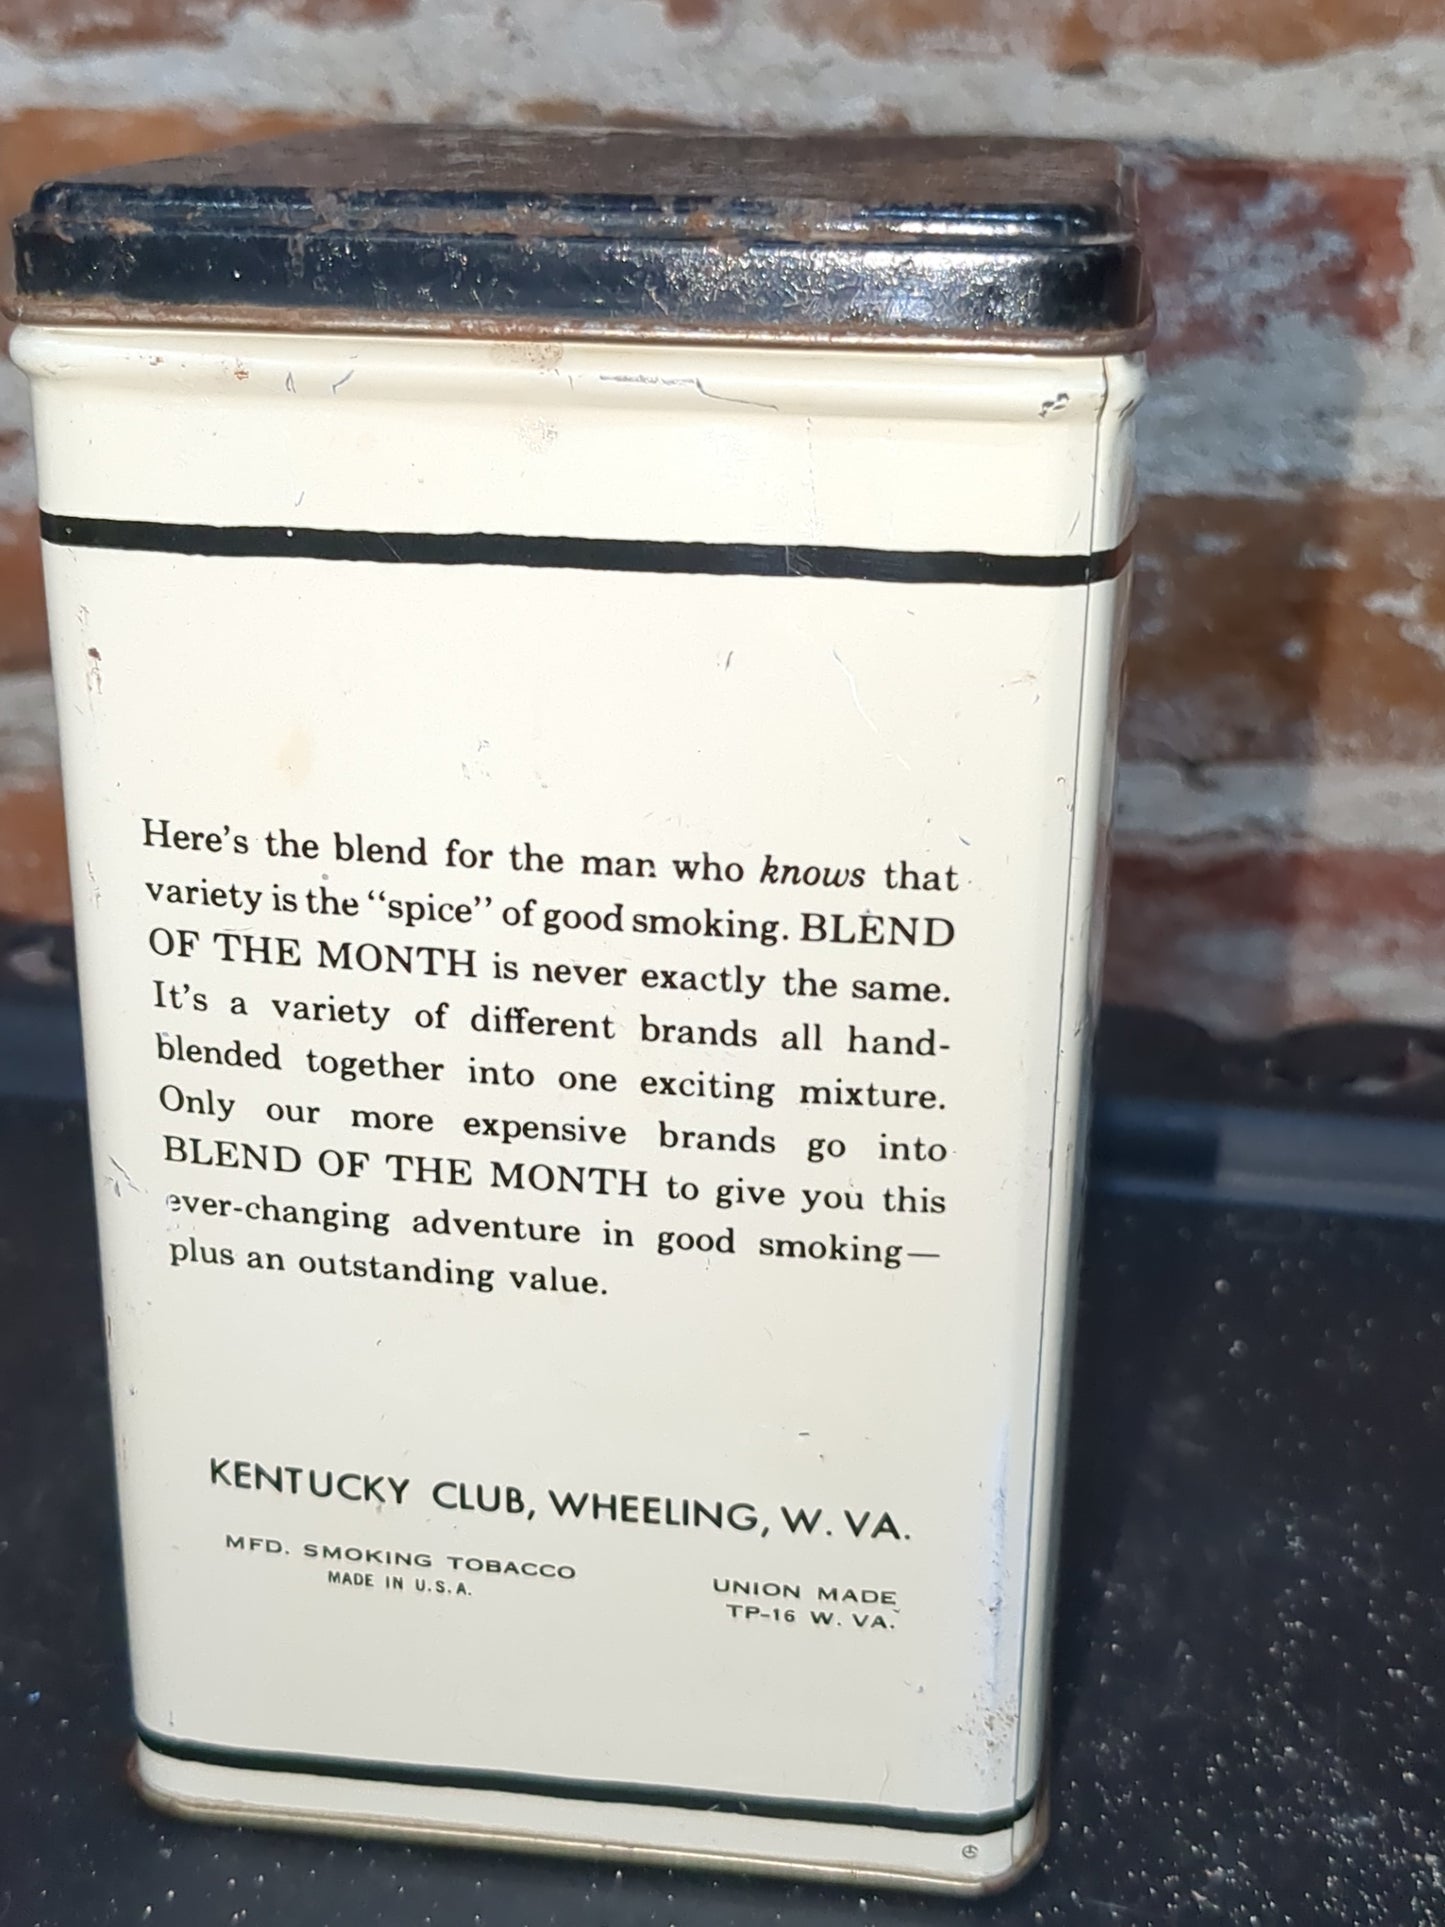 Here's the blend for the man who knows that
variety is the “spice” of good smoking. BLEND
OF THE MONTH is never exactly the same.
It's a variety of different brands all hand-
blended together into one exciting mixture.
Only our more expensive brands go into
BLEND OF THE MONTH to give you this
ever-changing adventure in good smoking—
plus an outstanding value.
KENTUCKY CLUB, WHEELING, W. VA.
MFD. SMOKING TOBACCO
MADE IN U.S.A.
UNION MADE
TP-16 W. VA.